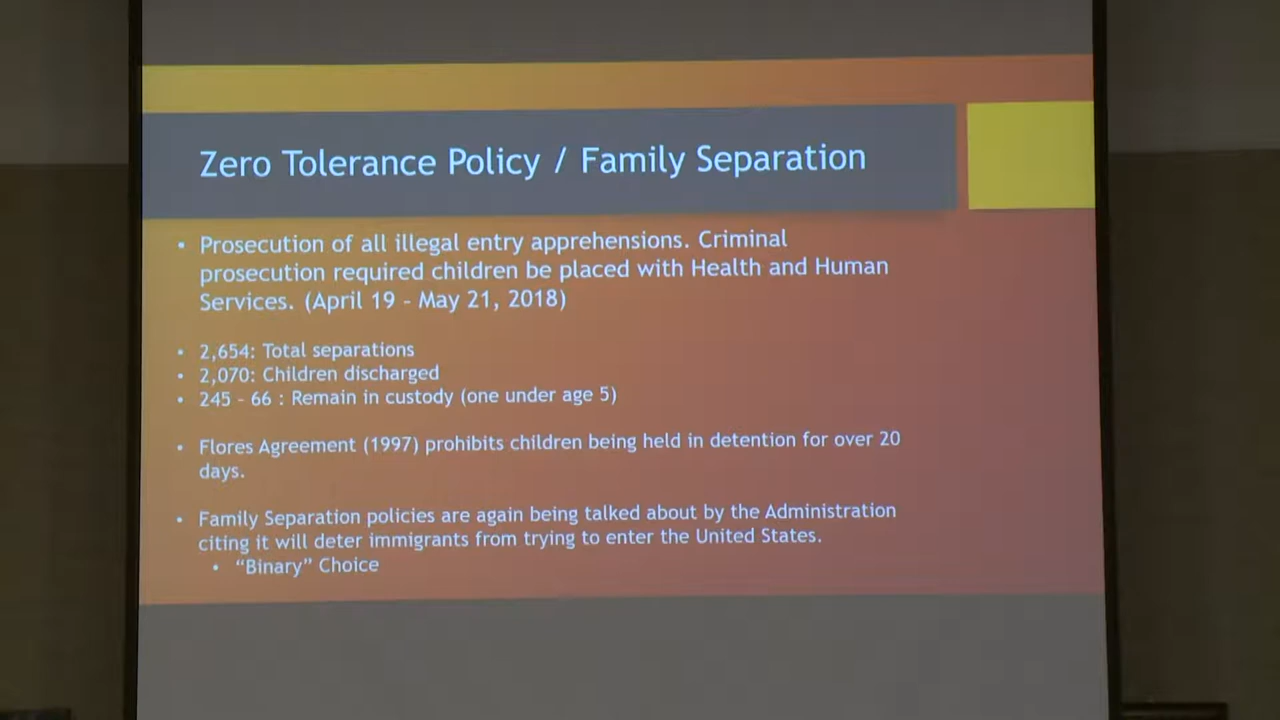 Zero Tolerance Policy / Family Separation
• Prosecution of all illegal entry apprehensions. Criminal
prosecution required children be placed with Health and Human
Services. (April 19 - May 21, 2018)
• 2,654: Total separations
• 2,070: Children discharged
• 245 - 66 : Remain in custody (one under age 5)
• Flores Agreement (1997) prohibits children being held in detention for over 20
days.
• Family Separation policies are again being talked about by the Administration
citing it will deter immigrants from trying to enter the United States.
• “Binary” Choice